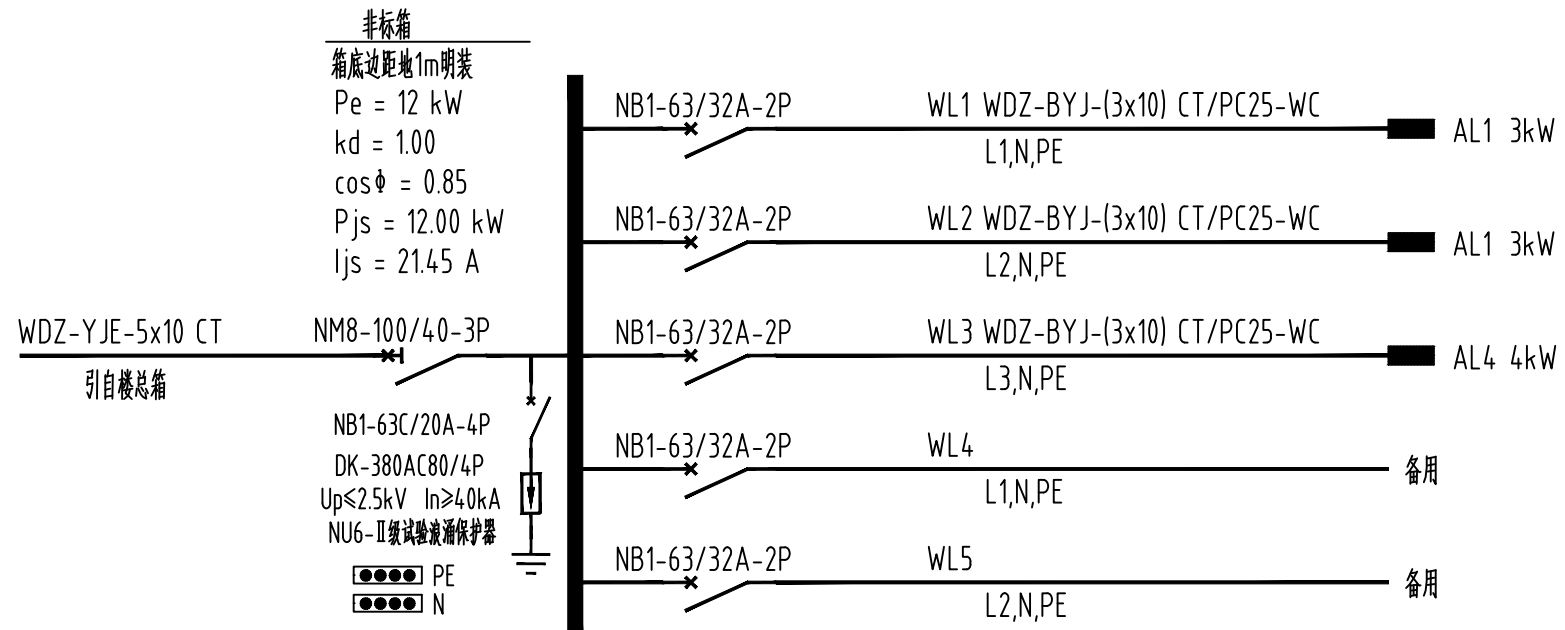 非标箱
箱底边距地1m明装
Pe = 12 kW
kd = 1.00
cosΦ = 0.85
Pjs = 12.00 kW
Ijs = 21.45 A
WDZ-YJE-5x10 CT
引自楼总箱
NM8-100/40-3P
NB1-63C/20A-4P
DK-380AC80/4P
Up≤2.5kV In≥40kA
NU6-Ⅱ级试验浪涌保护器
PE
N
NB1-63/32A-2P
WL1 WDZ-BYJ-(3x10) CT/PC25-WC
L1,N,PE
AL1 3kW
NB1-63/32A-2P
WL2 WDZ-BYJ-(3x10) CT/PC25-WC
L2,N,PE
AL1 3kW
NB1-63/32A-2P
WL3 WDZ-BYJ-(3x10) CT/PC25-WC
L3,N,PE
AL4 4kW
NB1-63/32A-2P
WL4
L1,N,PE
备用
NB1-63/32A-2P
WL5
L2,N,PE
备用